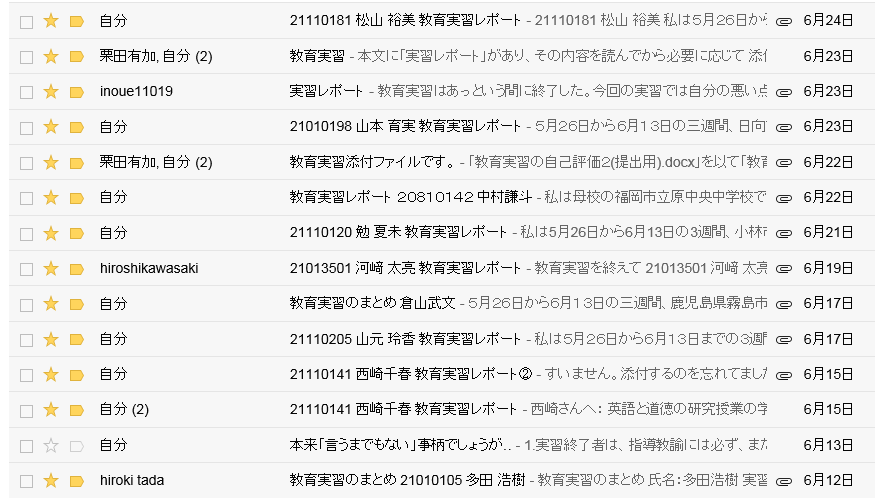 自分 21110181 松山 裕美 教育実習レポート - 21110181 松山 裕美 私は5月26日から 6月24日
栗田有加, 自分 (2) 教育実習 - 本文に「実習レポート」があり、その内容を読んでから必要に応じて 添 6月23日
inoue11019 実習レポート - 教育実習はあっという間に終了した。今回の実習では自分の悪い点 6月23日
自分 21010198 山本 育実 教育実習レポート - 5月26日から6月13日の三週間、日向 6月23日
栗田有加, 自分 (2) 教育実習添付ファイルです。 - 「教育実習の自己評価2(提出用).docx」を以て「教育 6月22日
自分 教育実習レポート 20810142 中村謙斗 - 私は母校の福岡市立原中央中学校で 6月22日
自分 21110120 勉 夏未 教育実習レポート - 私は5月26日から6月13日の3週間、小林市 6月21日
hiroshikawasaki 21013501 河﨑 太亮 教育実習レポート - 教育実習を終えて 21013501 河﨑 太亮 6月19日
自分 教育実習のまとめ 倉山武文 - 5月26日から6月13日の三週間、鹿児島県霧島市 6月17日
自分 21110205 山元 玲香 教育実習レポート - 私は5月26日から6月13日までの3週間 6月17日
自分 21110141 西崎千春 教育実習レポート② - すいません。添付するのを忘れてました 6月15日
自分 (2) 21110141 西崎千春 教育実習レポート - 西崎さんへ: 英語と道徳の研究授業の学 6月15日
自分 本来「言うまでもない」事柄でしょうが.. - 1.実習終了者は、指導教諭には必ず、また 6月13日
hiroki tada 教育実習のまとめ 21010105 多田 浩樹 - 教育実習のまとめ 氏名:多田浩樹 実習 6月12日